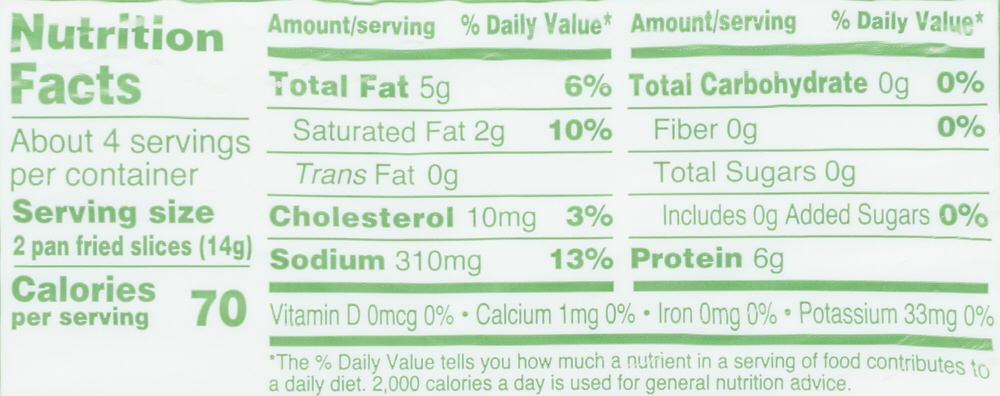 Nutrition
Facts
About 4 servings
per container
Serving size
2 pan fried slices (14g)
Calories
per serving 70
Amount/serving % Daily Value*
Total Fat 5g 6%
Saturated Fat 2g 10%
Trans Fat 0g
Cholesterol 10mg 3%
Sodium 310mg 13%
Amount/serving % Daily Value*
Total Carbohydrate 0g 0%
Fiber 0g 0%
Total Sugars 0g
Includes 0g Added Sugars 0%
Protein 6g
Vitamin D 0mcg 0% • Calcium 1mg 0% • Iron 0mg 0% • Potassium 33mg 0%
*The % Daily Value tells you how much a nutrient in a serving of food contributes to
a daily diet. 2,000 calories a day is used for general nutrition advice.